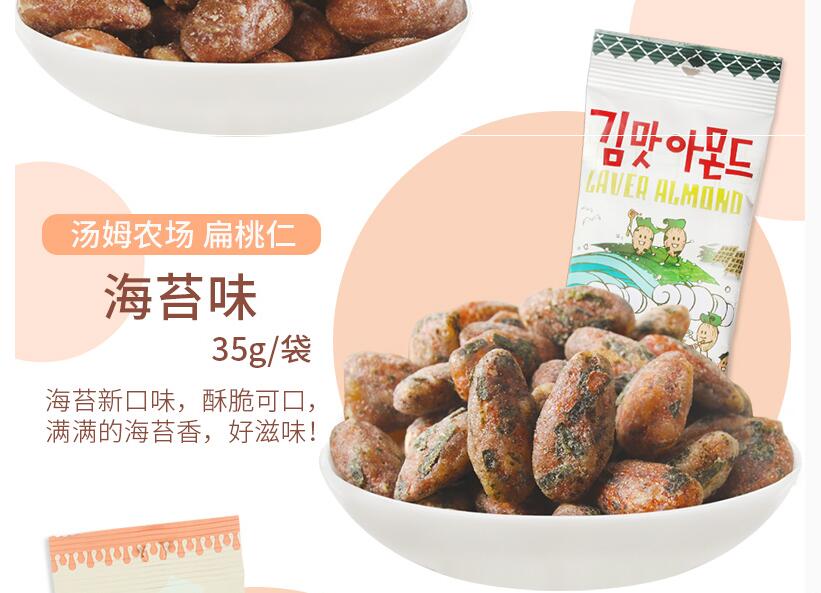 김맛아몬드
LAVER ALMOND
汤姆农场 扁桃仁
海苔味
35g/袋
海苔新口味，酥脆可口，
满满的海苔香，好滋味！